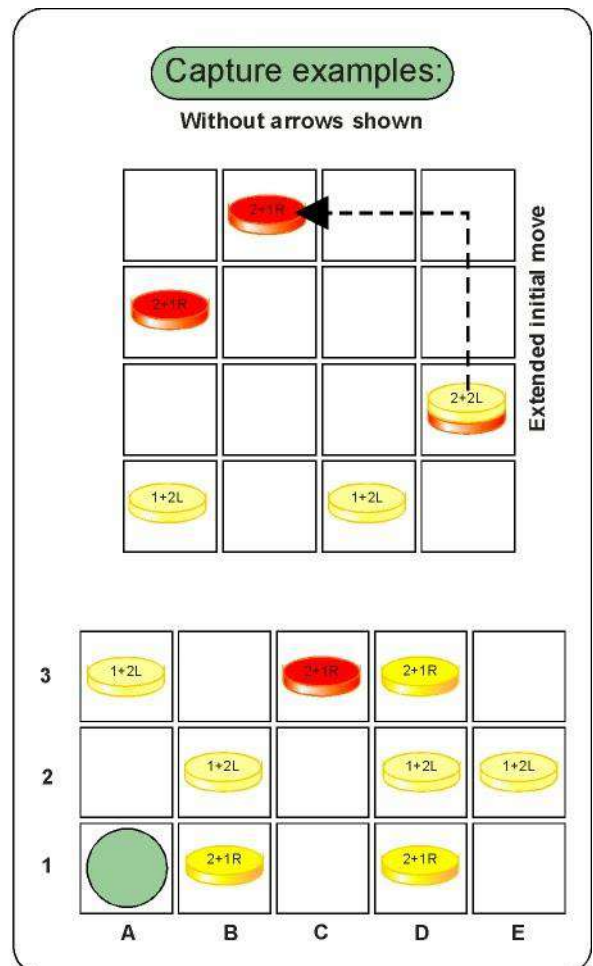 Capture examples:
Without arrows shown
2+1R
2+1R
2+2L
Extended initial move
1+2L 1+2L
3 1+2L 2+1R 2+1R
2 1+2L 1+2L 1+2L
1 2+1R 2+1R
A B C D E